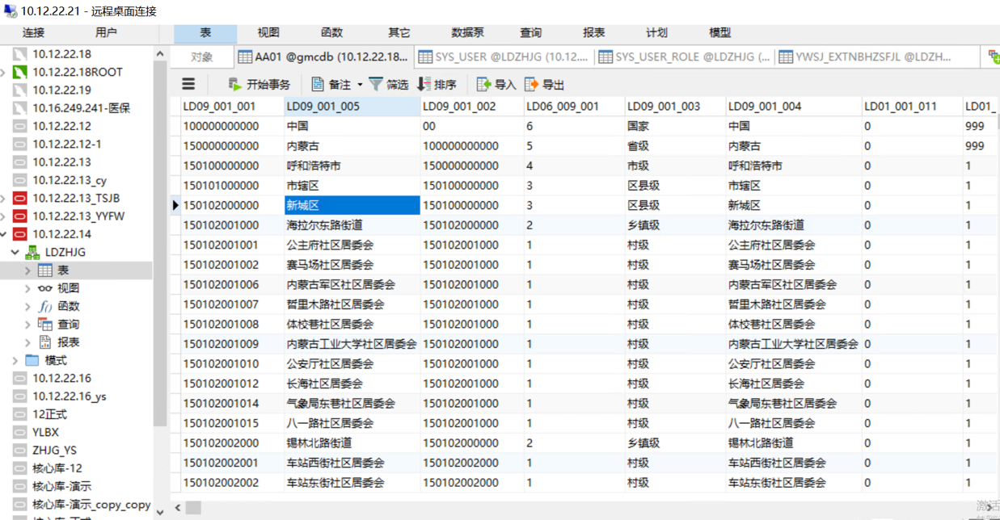 10.12.22.21 - 远程桌面连接
连接 用户 表 视图 函数 其它 数据泵 查询 报表 计划 模型
对象 AA01 @gmcdb (10.12.22.18... SYS_USER @LDZHJG (10.12.... SYS_USER_ROLE @LDZHJG (... YWSJ_EXTNBHZSFJL @LDZH...
开始事务 备注 筛选 排序 导入 导出
10.12.22.18
10.12.22.18ROOT
10.12.22.19
10.16.249.241-医保
10.12.22.12
10.12.22.12-1
10.12.22.13
10.12.22.13_cy
10.12.22.13_TSJB
10.12.22.13_YYFW
10.12.22.14
LDZHJG
表
视图
函数
查询
报表
模式
10.12.22.16
10.12.22.16_ys
12正式
YLBX
ZHJG_YS
核心库-12
核心库-演示
核心库-演示_copy_copy
LD09_001_001 LD09_001_005 LD09_001_002 LD06_009_001 LD09_001_003 LD09_001_004 LD01_001_011 LD01_
100000000000 中国 00 6 国家 中国 0 999
150000000000 内蒙古 100000000000 5 省级 内蒙古 0 999
150100000000 呼和浩特市 150000000000 4 市级 呼和浩特市 0 1
150101000000 市辖区 150100000000 3 区县级 市辖区 0 1
150102000000 新城区 150100000000 3 区县级 新城区 0 1
150102001000 海拉尔东路街道 150102000000 2 乡镇级 海拉尔东路街道 0 1
150102001001 公主府社区居委会 150102001000 1 村级 公主府社区居委会 0 1
150102001002 赛马场社区居委会 150102001000 1 村级 赛马场社区居委会 0 1
150102001006 内蒙古军区社区居委会 150102001000 1 村级 内蒙古军区社区居委会 0 1
150102001007 哲里木路社区居委会 150102001000 1 村级 哲里木路社区居委会 0 1
150102001008 体校巷社区居委会 150102001000 1 村级 体校巷社区居委会 0 1
150102001009 内蒙古工业大学社区居委会 150102001000 1 村级 内蒙古工业大学社区居委会 0 1
150102001010 公安厅社区居委会 150102001000 1 村级 公安厅社区居委会 0 1
150102001012 长海社区居委会 150102001000 1 村级 长海社区居委会 0 1
150102001014 气象局东巷社区居委会 150102001000 1 村级 气象局东巷社区居委会 0 1
150102001015 八一路社区居委会 150102001000 1 村级 八一路社区居委会 0 1
150102002000 锡林北路街道 150102000000 2 乡镇级 锡林北路街道 0 1
150102002001 车站西街社区居委会 150102002000 1 村级 车站西街社区居委会 0 1
150102002002 车站东街社区居委会 150102002000 1 村级 车站东街社区居委会 0 1
激活